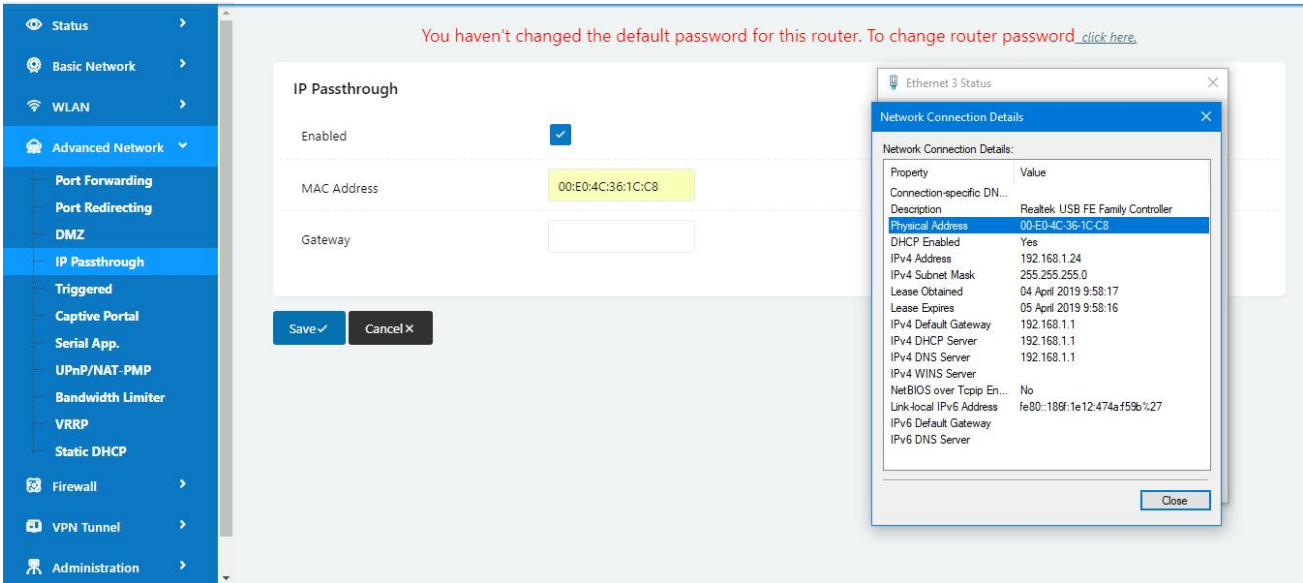 Status
Basic Network
WLAN
Advanced Network
Port Forwarding
Port Redirecting
DMZ
IP Passthrough
Triggered
Captive Portal
Serial App.
UPnP/NAT-PMP
Bandwidth Limiter
VRRP
Static DHCP
Firewall
VPN Tunnel
Administration
You haven't changed the default password for this router. To change router password click here.
IP Passthrough
Enabled
MAC Address 00:E0:4C:36:1C:C8
Gateway
Save Cancel
Ethernet 3 Status
Network Connection Details
Network Connection Details:
Property Value
Connection-specific DN...
Description Realtek USB FE Family Controller
Physical Address 00-E0-4C-36-1C-C8
DHCP Enabled Yes
IPv4 Address 192.168.1.24
IPv4 Subnet Mask 255.255.255.0
Lease Obtained 04 April 2019 9:58:17
Lease Expires 05 April 2019 9:58:16
IPv4 Default Gateway 192.168.1.1
IPv4 DHCP Server 192.168.1.1
IPv4 DNS Server 192.168.1.1
IPv4 WINS Server
NetBIOS over Tcpip En... No
Link-local IPv6 Address fe80::186f:1e12:474a:f59b%27
IPv6 Default Gateway
IPv6 DNS Server
Close